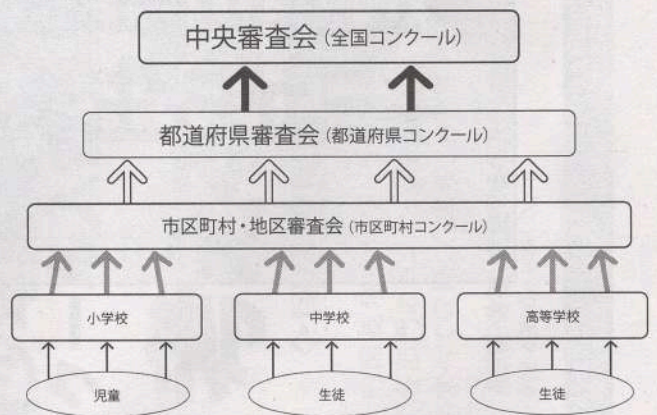 中央審査会(全国コンクール)
都道府県審査会(都道府県コンクール)
市区町村・地区審査会(市区町村コンクール)
小学校
中学校
高等学校
児童
生徒
生徒